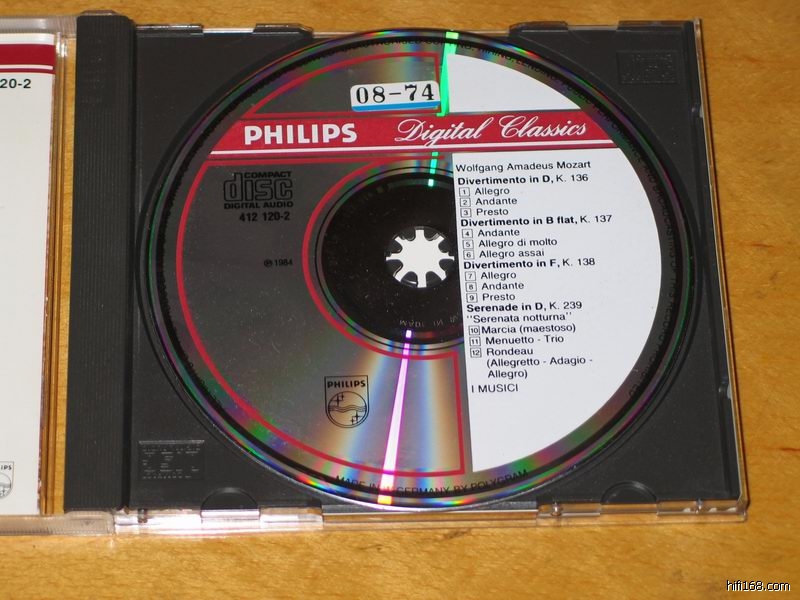 20-2
08-74
PHILIPS Digital Classics
COMPACT
disc
DIGITAL AUDIO
412 120-2
℗ 1984
PHILIPS
Wolfgang Amadeus Mozart
Divertimento in D, K. 136
1 Allegro
2 Andante
3 Presto
Divertimento in B flat, K. 137
4 Andante
5 Allegro di molto
6 Allegro assai
Divertimento in F, K. 138
7 Allegro
8 Andante
9 Presto
Serenade in D, K. 239
"Serenata notturna"
10 Marcia (maestoso)
11 Menuetto - Trio
12 Rondeau
(Allegretto - Adagio -
Allegro)
I MUSICI
MADE IN W. GERMANY BY POLYGRAM
hifi168.com